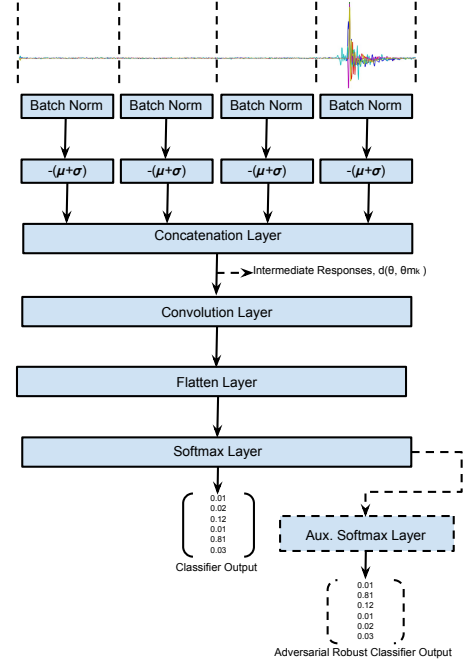 Batch Norm Batch Norm Batch Norm Batch Norm
-(μ+σ) -(μ+σ) -(μ+σ) -(μ+σ)
Concatenation Layer
Intermediate Responses, d(θ, θmk )
Convolution Layer
Flatten Layer
Softmax Layer
0.01
0.02
0.12
0.01
0.81
0.03
Classifier Output
Aux. Softmax Layer
0.01
0.81
0.12
0.01
0.02
0.03
Adversarial Robust Classifier Output